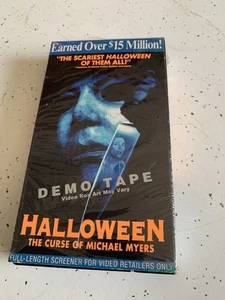 Earned Over $15 Million!
"THE SCARIEST HALLOWEEN
OF THEM ALL!"
DEMO TAPE
Video Box Art May Vary
HALLOWEEN
THE CURSE OF MICHAEL MYERS
FULL-LENGTH SCREENER FOR VIDEO RETAILERS ONLY